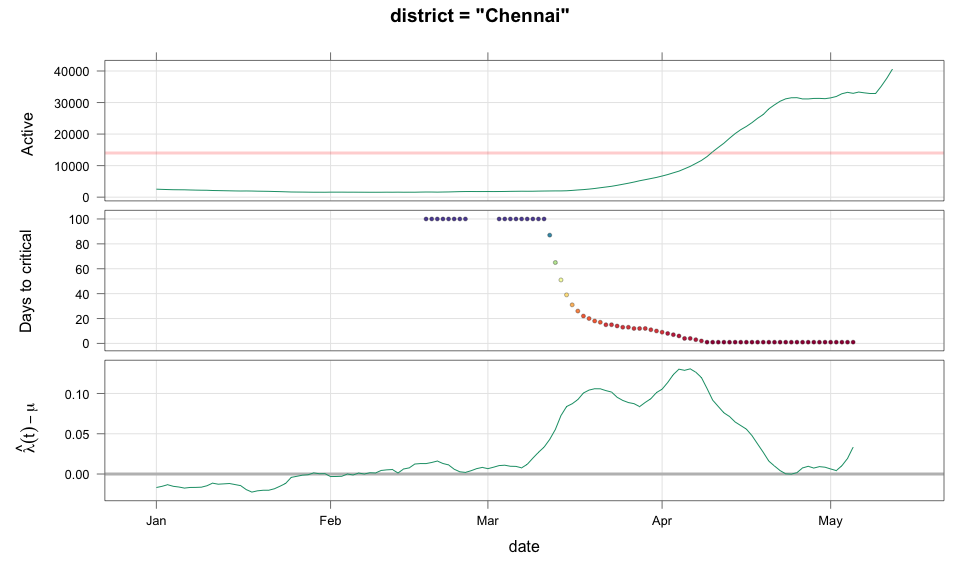 district = "Chennai"
Active
40000
30000
20000
10000
0
Days to critical
100
80
60
40
20
0
λ̂(t) − μ
0.10
0.05
0.00
Jan Feb Mar Apr May
date